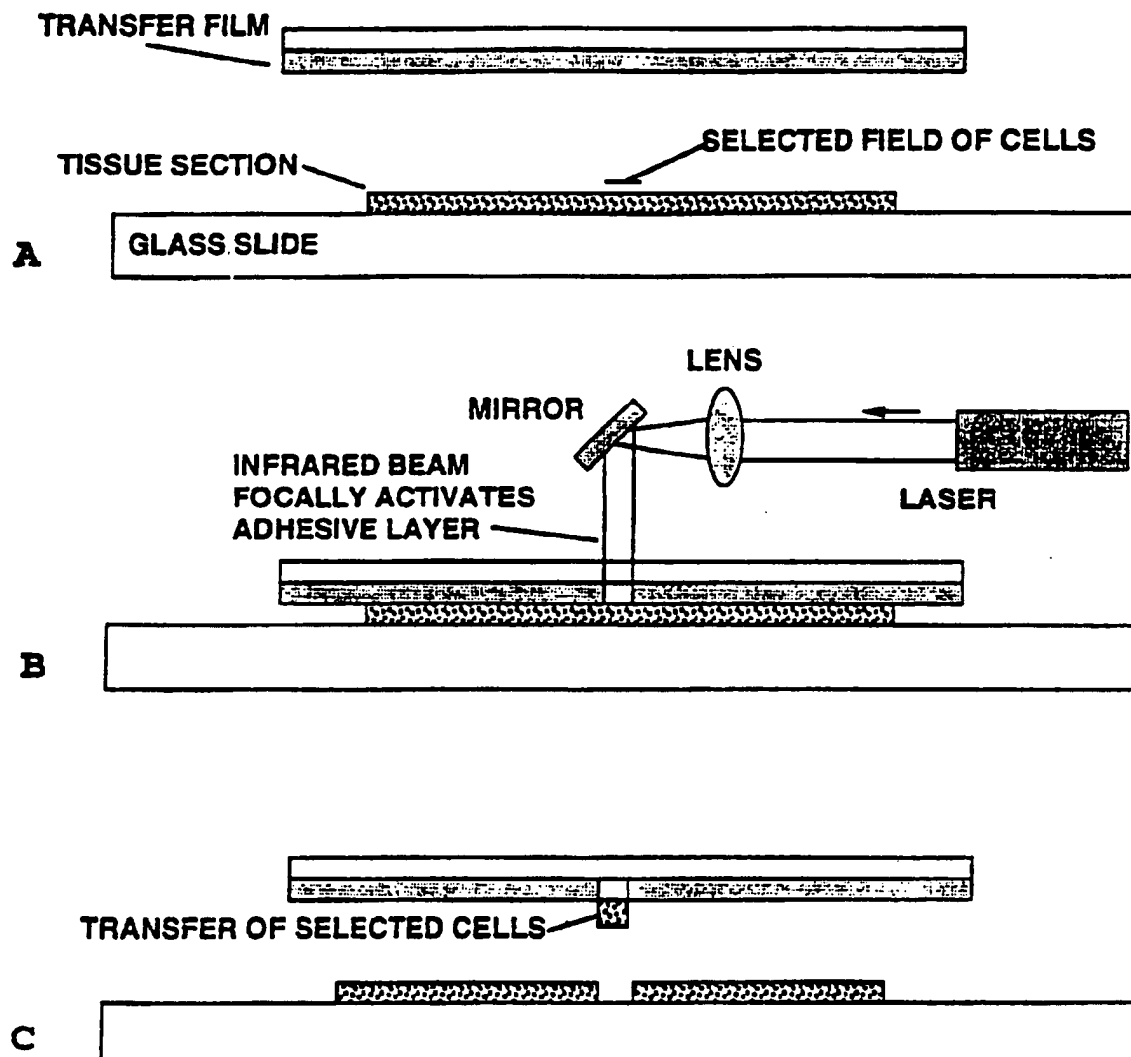 TRANSFER FILM
SELECTED FIELD OF CELLS
TISSUE SECTION
GLASS SLIDE
A
LENS
MIRROR
INFRARED BEAM
FOCALLY ACTIVATES
ADHESIVE LAYER
LASER
B
TRANSFER OF SELECTED CELLS
C